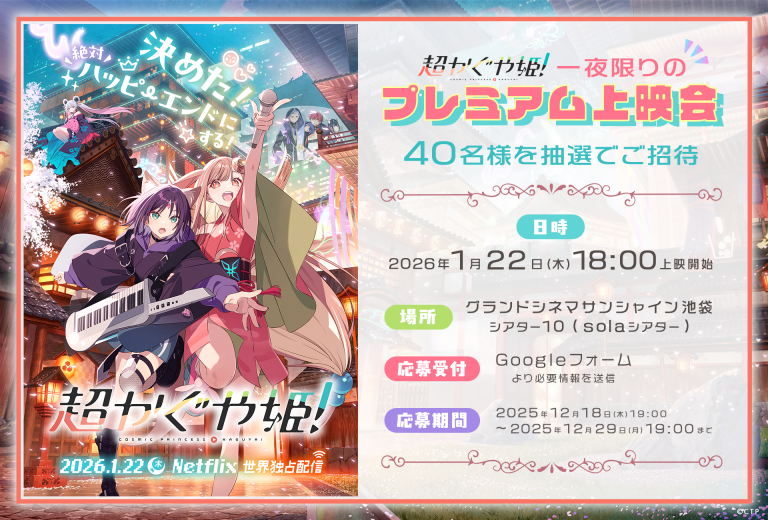 決めた!
絶対
ハッピーエンドに
する!
超かぐや姫!
COSMIC PRINCESS KAGUYA!
2026.1.22 木 Netflix 世界独占配信
超かぐや姫! 一夜限りの
プレミアム上映会
40名様を抽選でご招待
日時
2026年1月22日(木)18:00上映開始
場所
グランドシネマサンシャイン池袋
シアター10(solaシアター)
応募受付
Googleフォーム
より必要情報を送信
応募期間
2025年12月18日(木)19:00
～2025年12月29日(月)19:00まで
©CTP